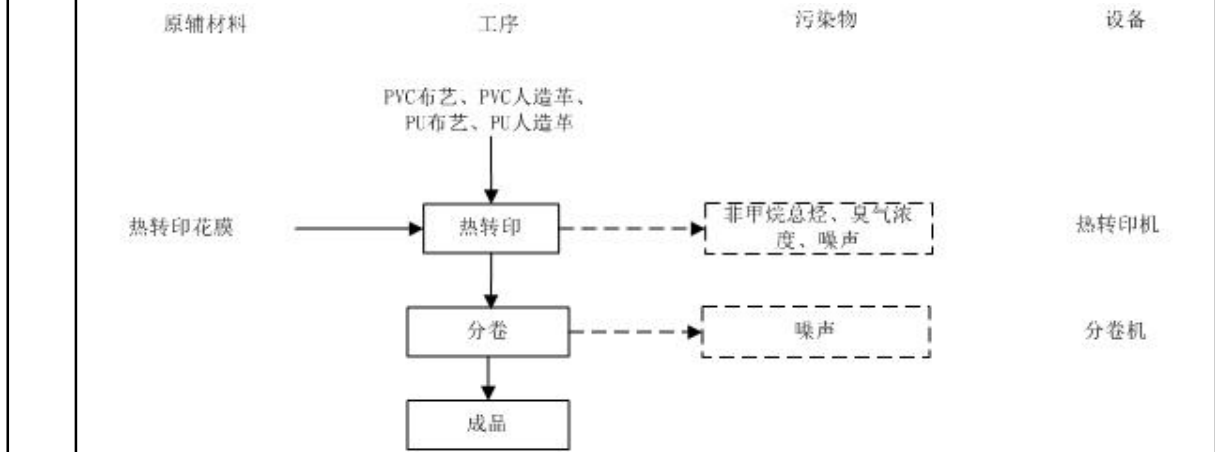 原辅材料 工序 污染物 设备
PVC布艺、PVC人造革、
PU布艺、PU人造革
热转印花膜 热转印 非甲烷总烃、臭气浓
度、噪声 热转印机
分卷 噪声 分卷机
成品